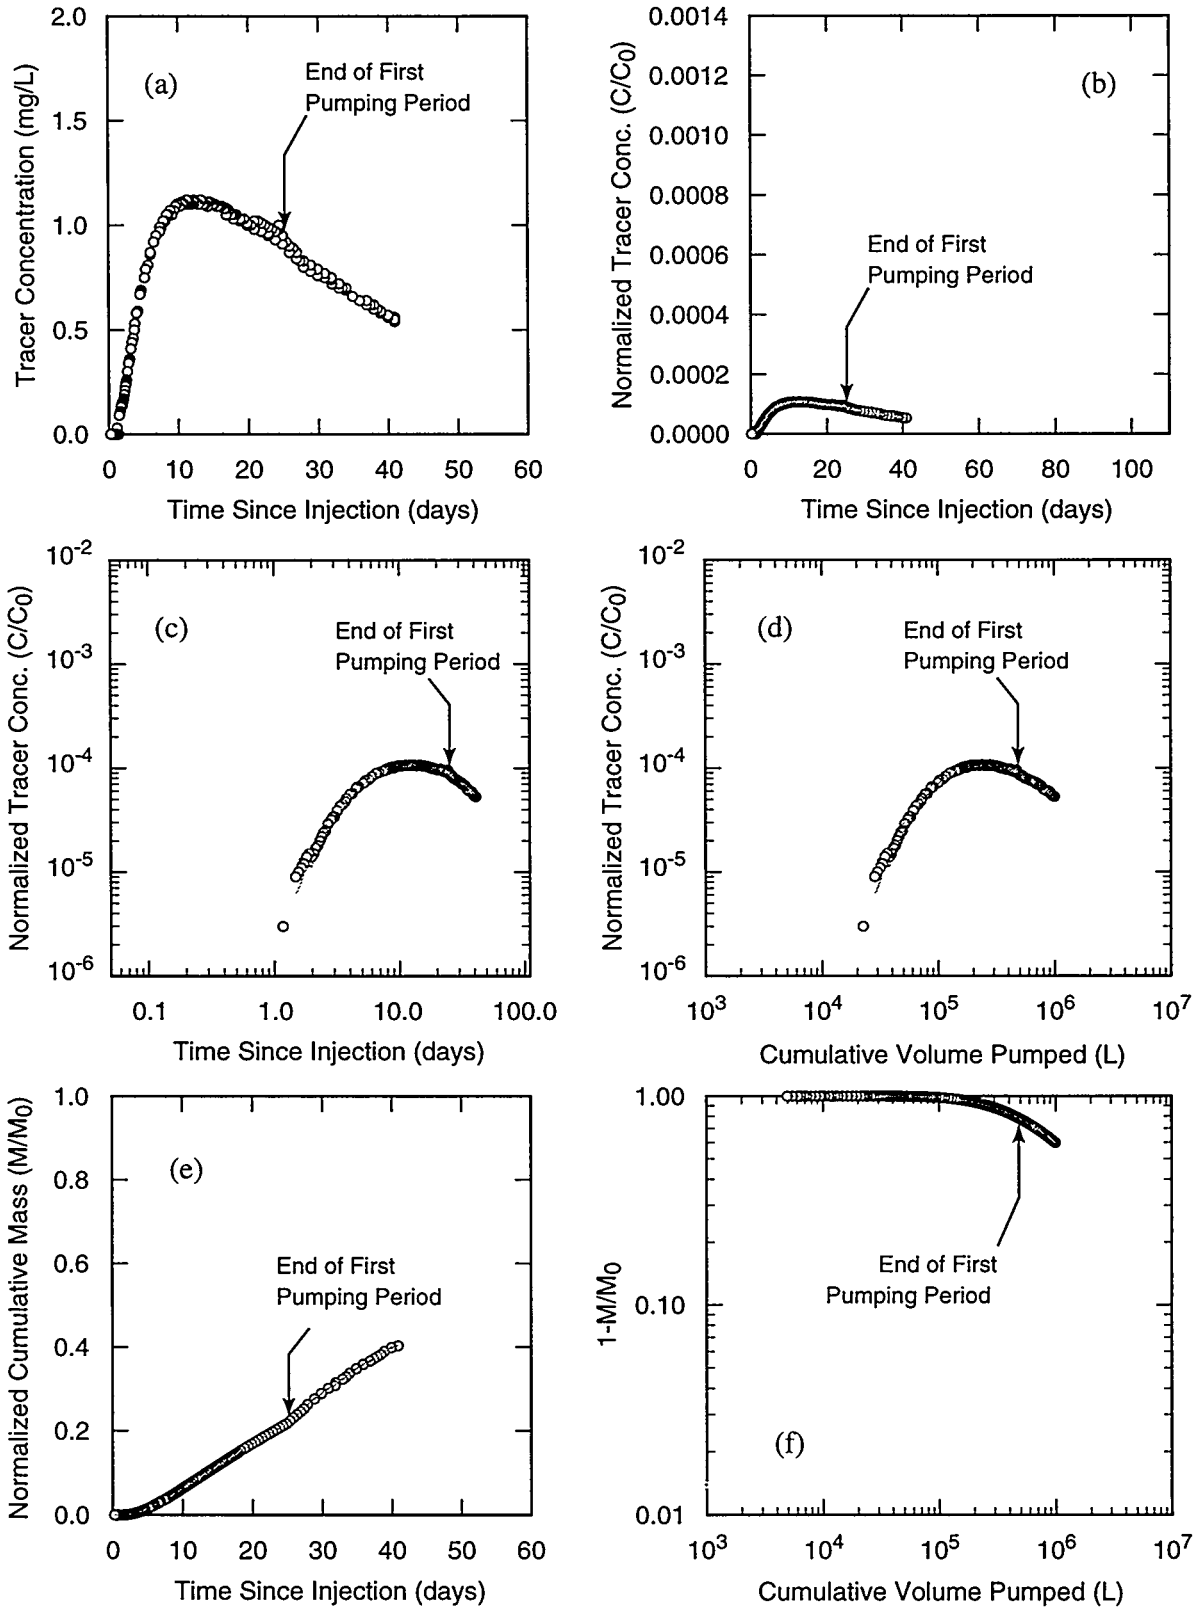 Tracer Concentration (mg/L)
2.0
1.5
1.0
0.5
0.0
(a)
End of First
Pumping Period
0 10 20 30 40 50 60
Time Since Injection (days)
Normalized Tracer Conc. (C/C0)
0.0014
0.0012
0.0010
0.0008
0.0006
0.0004
0.0002
0.0000
(b)
End of First
Pumping Period
0 20 40 60 80 100
Time Since Injection (days)
Normalized Tracer Conc. (C/C0)
10-2
10-3
10-4
10-5
10-6
(c)
End of First
Pumping Period
0.1 1.0 10.0 100.0
Time Since Injection (days)
Normalized Tracer Conc. (C/C0)
10-2
10-3
10-4
10-5
10-6
(d)
End of First
Pumping Period
103 104 105 106 107
Cumulative Volume Pumped (L)
Normalized Cumulative Mass (M/M0)
1.0
0.8
0.6
0.4
0.2
0.0
(e)
End of First
Pumping Period
0 10 20 30 40 50 60
Time Since Injection (days)
1-M/M0
1.00
0.10
0.01
End of First
Pumping Period
(f)
103 104 105 106 107
Cumulative Volume Pumped (L)